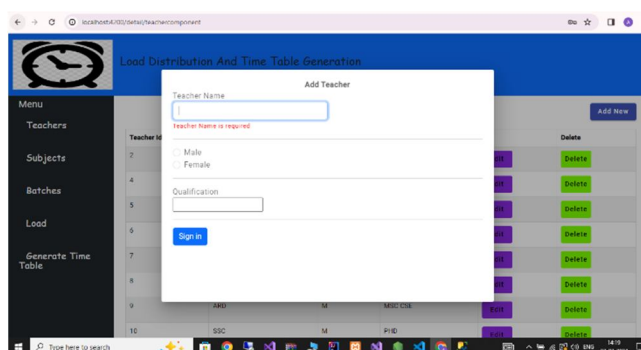 localhost:4200/detail/teachercomponent
Load Distribution And Time Table Generation
Menu
Teachers
Subjects
Batches
Load
Generate Time
Table
Add New
Teacher Id
Delete
Add Teacher
Teacher Name
Teacher Name is required
Male
Female
Qualification
Sign in
2
Delete
4
Delete
5
Delete
6
Delete
7
Delete
8
Delete
9 ARD M MSC CSE Edit Delete
10 SSC M PHD Edit Delete
Type here to search
ENG
14:19